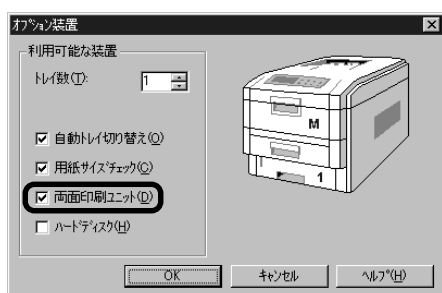 オプション装置
利用可能な装置
トレイ数(T): 1
自動トレイ切り替え(O)
用紙サイズチェック(C)
両面印刷ユニット(D)
ハードディスク(H)
M
1
OK キャンセル ヘルプ(H)